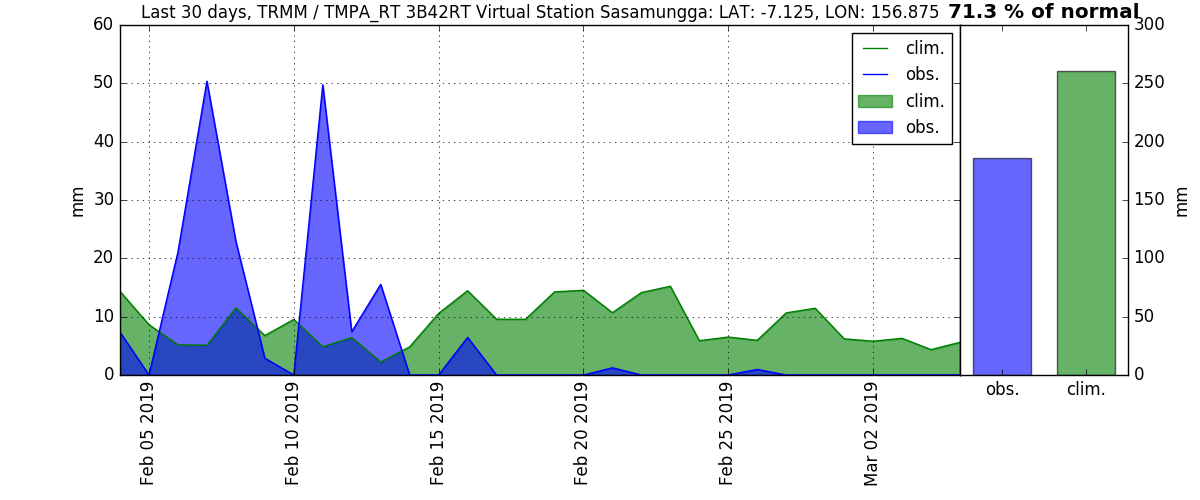 Last 30 days, TRMM / TMPA_RT 3B42RT Virtual Station Sasamungga: LAT: -7.125, LON: 156.875
71.3 % of normal
60
50
40
30
20
10
0
mm
clim.
obs.
clim.
obs.
Feb 05 2019
Feb 10 2019
Feb 15 2019
Feb 20 2019
Feb 25 2019
Mar 02 2019
300
250
200
150
100
50
0
mm
obs.
clim.